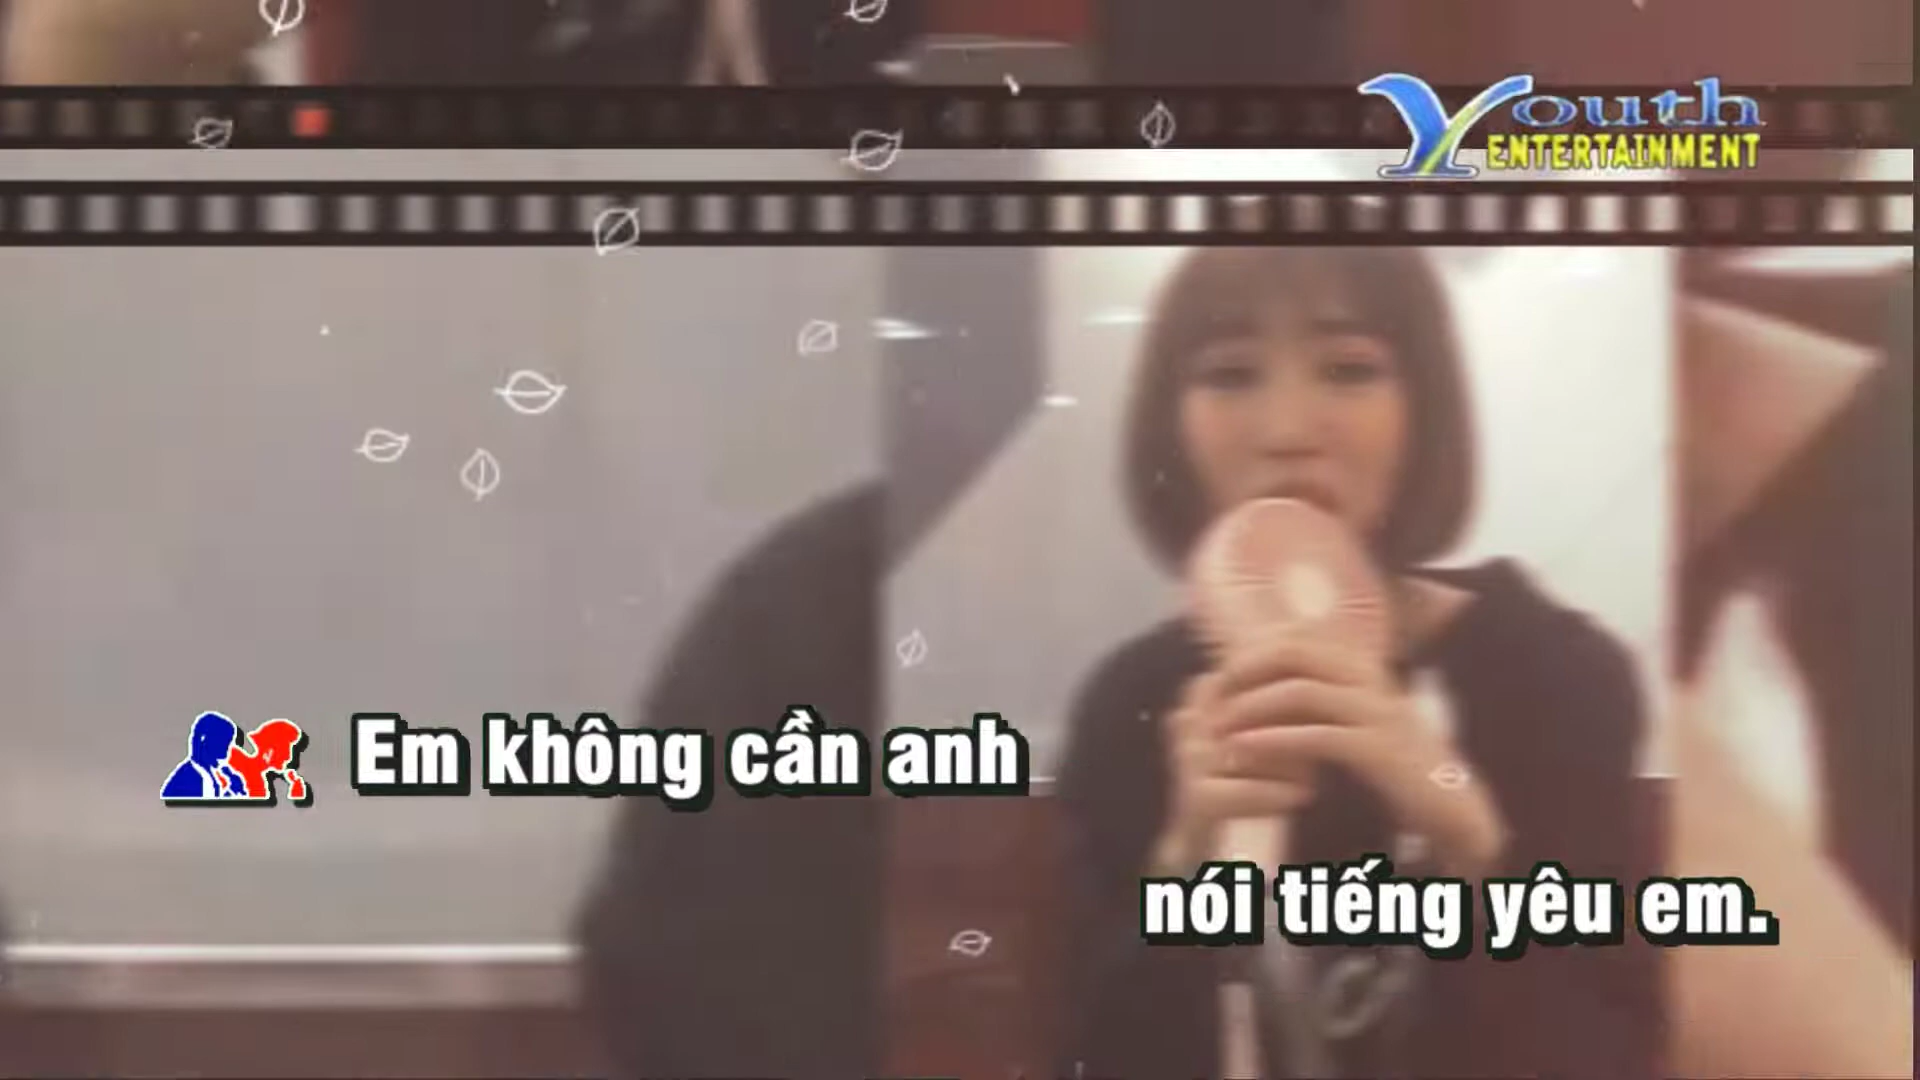 Youth
ENTERTAINMENT
Em không cần anh
nói tiếng yêu em.